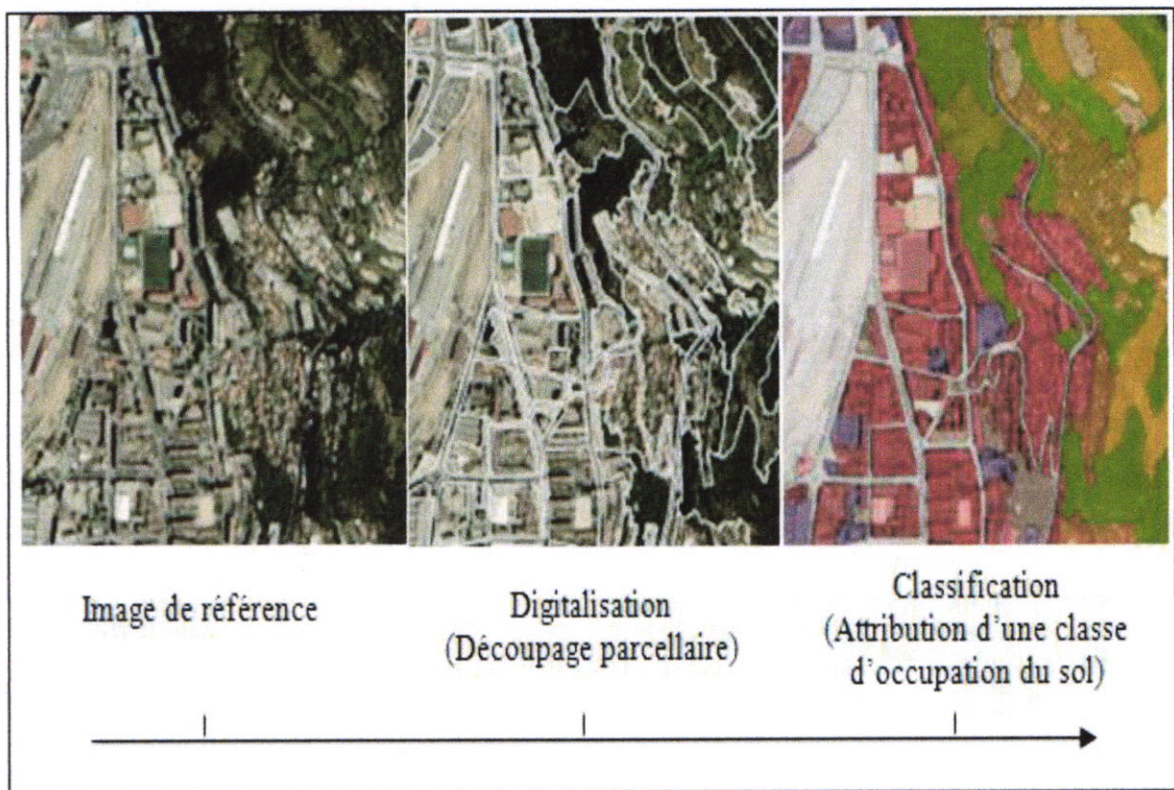 Image de référence
Digitalisation
(Découpage parcellaire)
Classification
(Attribution d'une classe
d'occupation du sol)